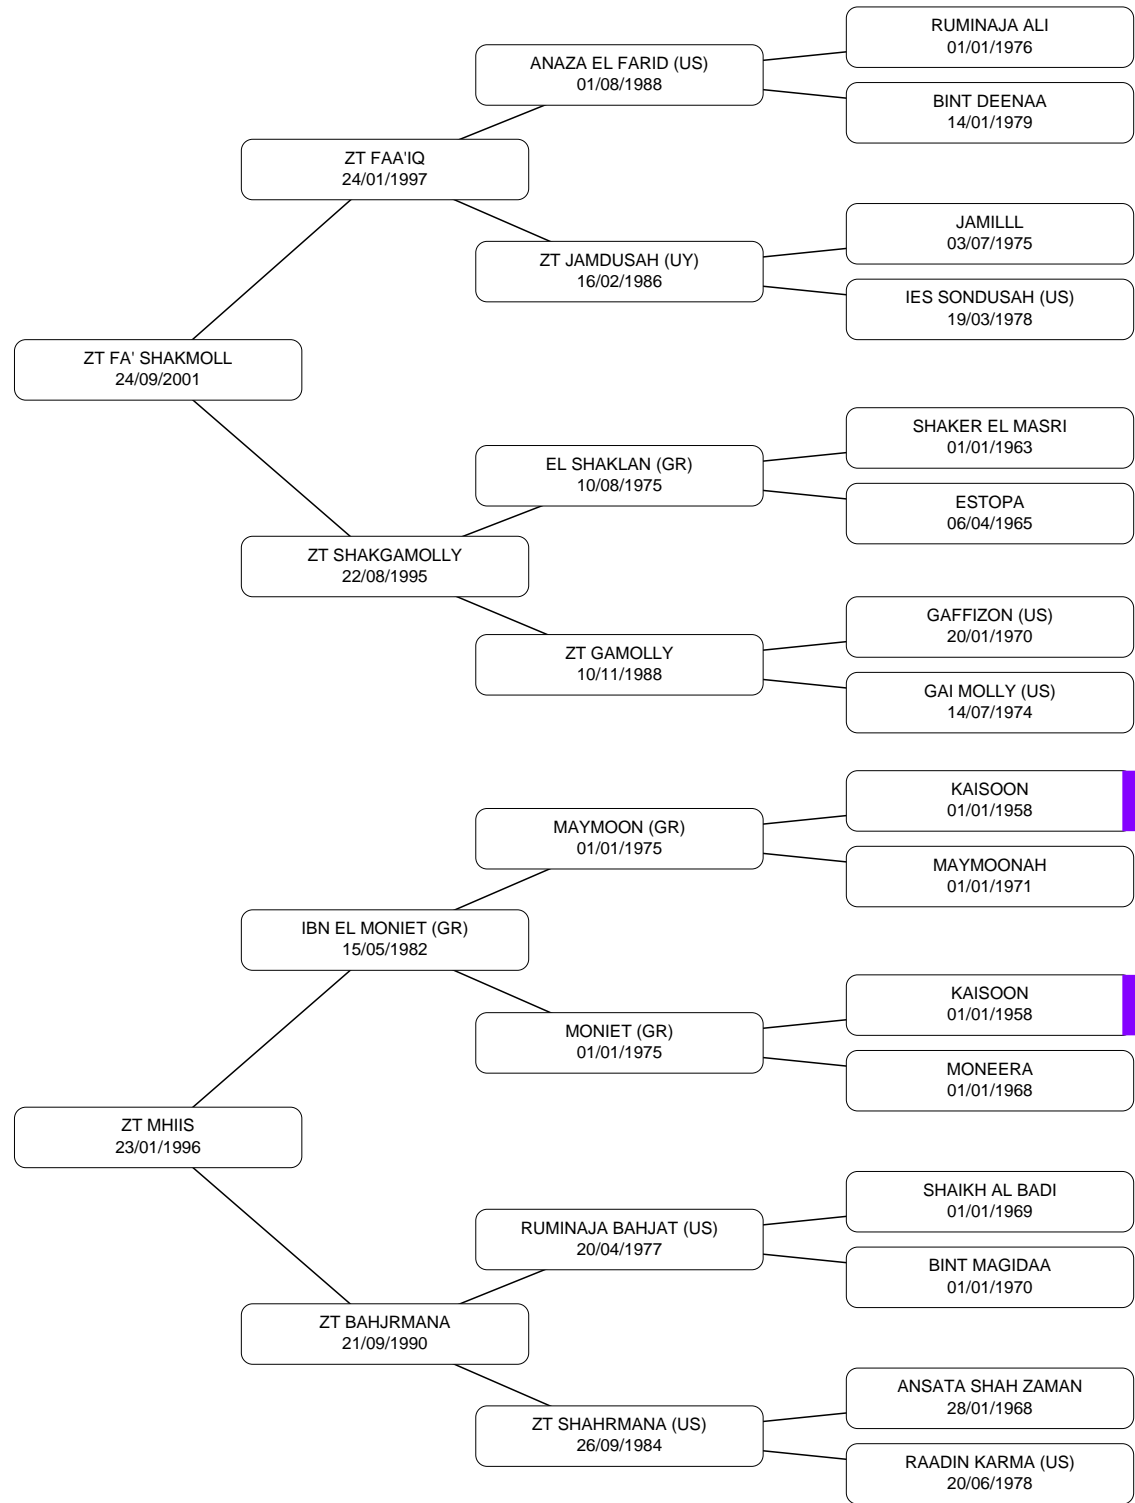 RUMINAJA ALI
01/01/1976
ANAZA EL FARID (US)
01/08/1988
BINT DEENAA
14/01/1979
ZT FAA'IQ
24/01/1997
JAMILLL
03/07/1975
ZT JAMDUSAH (UY)
16/02/1986
IES SONDUSAH (US)
19/03/1978
ZT FA' SHAKMOLL
24/09/2001
SHAKER EL MASRI
01/01/1963
EL SHAKLAN (GR)
10/08/1975
ESTOPA
06/04/1965
ZT SHAKGAMOLLY
22/08/1995
GAFFIZON (US)
20/01/1970
ZT GAMOLLY
10/11/1988
GAI MOLLY (US)
14/07/1974
KAISOON
01/01/1958
MAYMOON (GR)
01/01/1975
MAYMOONAH
01/01/1971
IBN EL MONIET (GR)
15/05/1982
KAISOON
01/01/1958
MONIET (GR)
01/01/1975
MONEERA
01/01/1968
ZT MHIIS
23/01/1996
SHAIKH AL BADI
01/01/1969
RUMINAJA BAHJAT (US)
20/04/1977
BINT MAGIDAA
01/01/1970
ZT BAHJRMANA
21/09/1990
ANSATA SHAH ZAMAN
28/01/1968
ZT SHAHRMANA (US)
26/09/1984
RAADIN KARMA (US)
20/06/1978